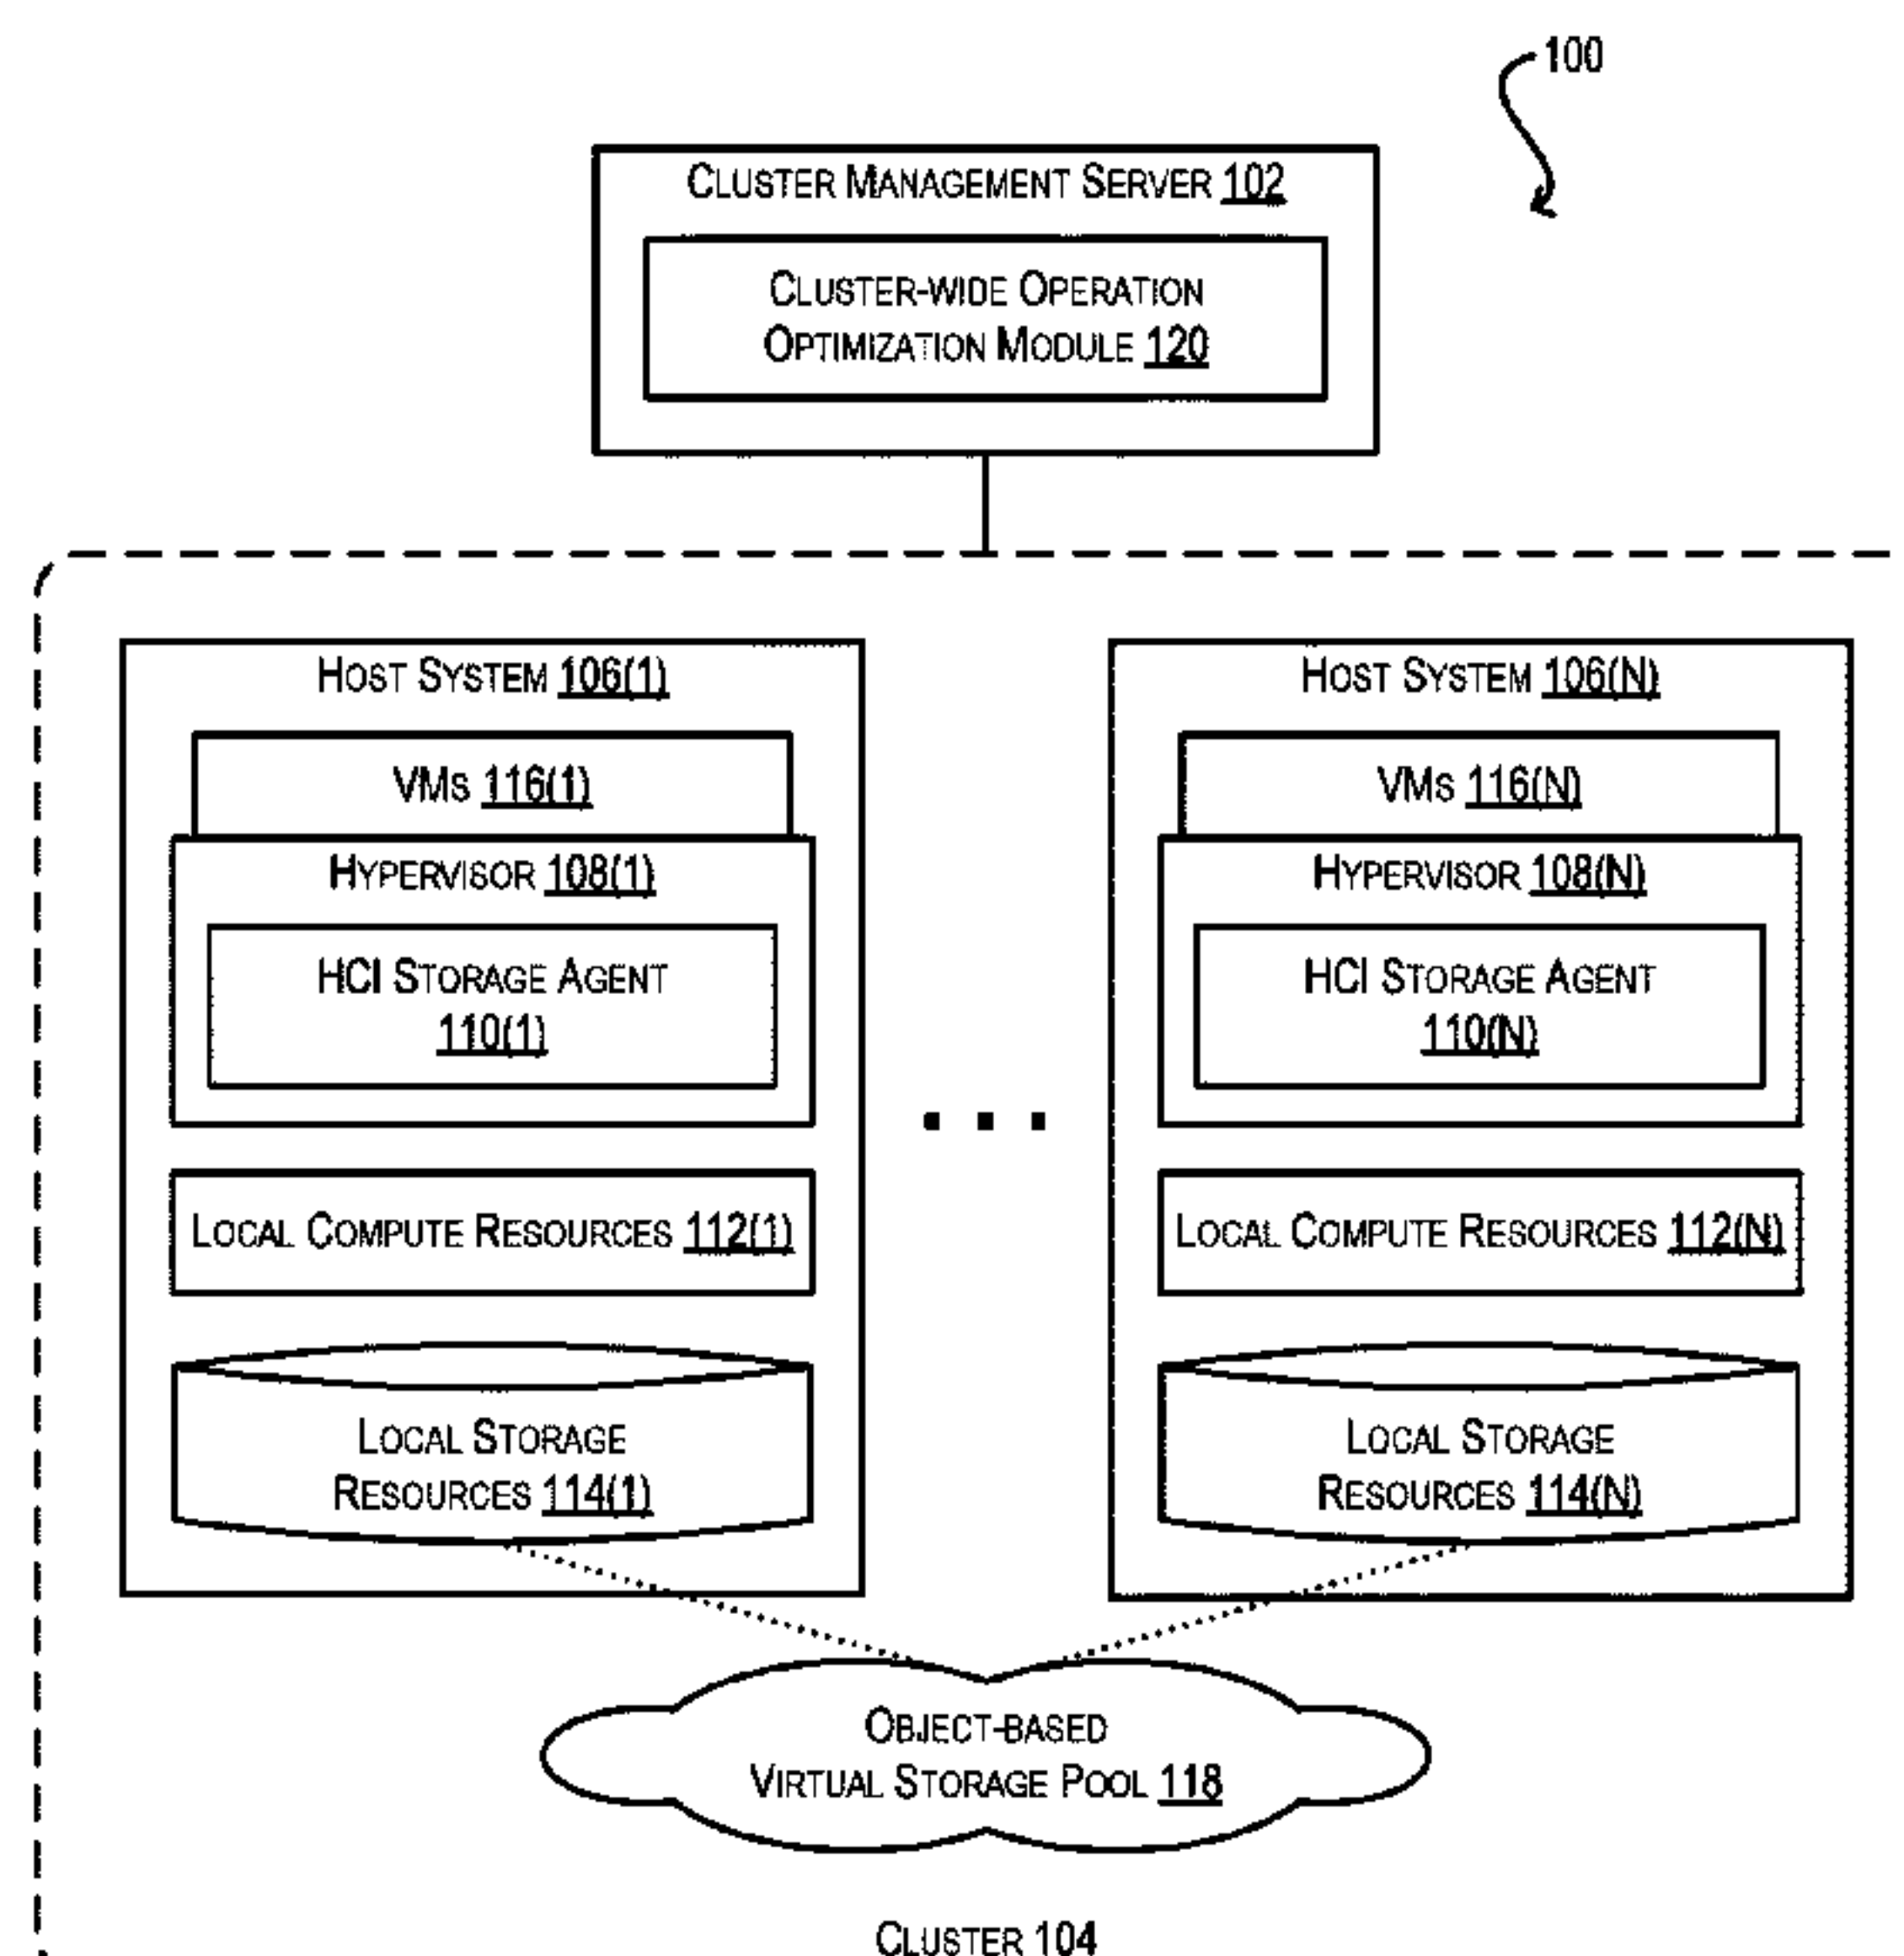 100
CLUSTER MANAGEMENT SERVER 102
CLUSTER-WIDE OPERATION
OPTIMIZATION MODULE 120
HOST SYSTEM 106(1)
VMS 116(1)
HYPERVISOR 108(1)
HCI STORAGE AGENT
110(1)
LOCAL COMPUTE RESOURCES 112(1)
LOCAL STORAGE
RESOURCES 114(1)
. . .
HOST SYSTEM 106(N)
VMS 116(N)
HYPERVISOR 108(N)
HCI STORAGE AGENT
110(N)
LOCAL COMPUTE RESOURCES 112(N)
LOCAL STORAGE
RESOURCES 114(N)
OBJECT-BASED
VIRTUAL STORAGE POOL 118
CLUSTER 104